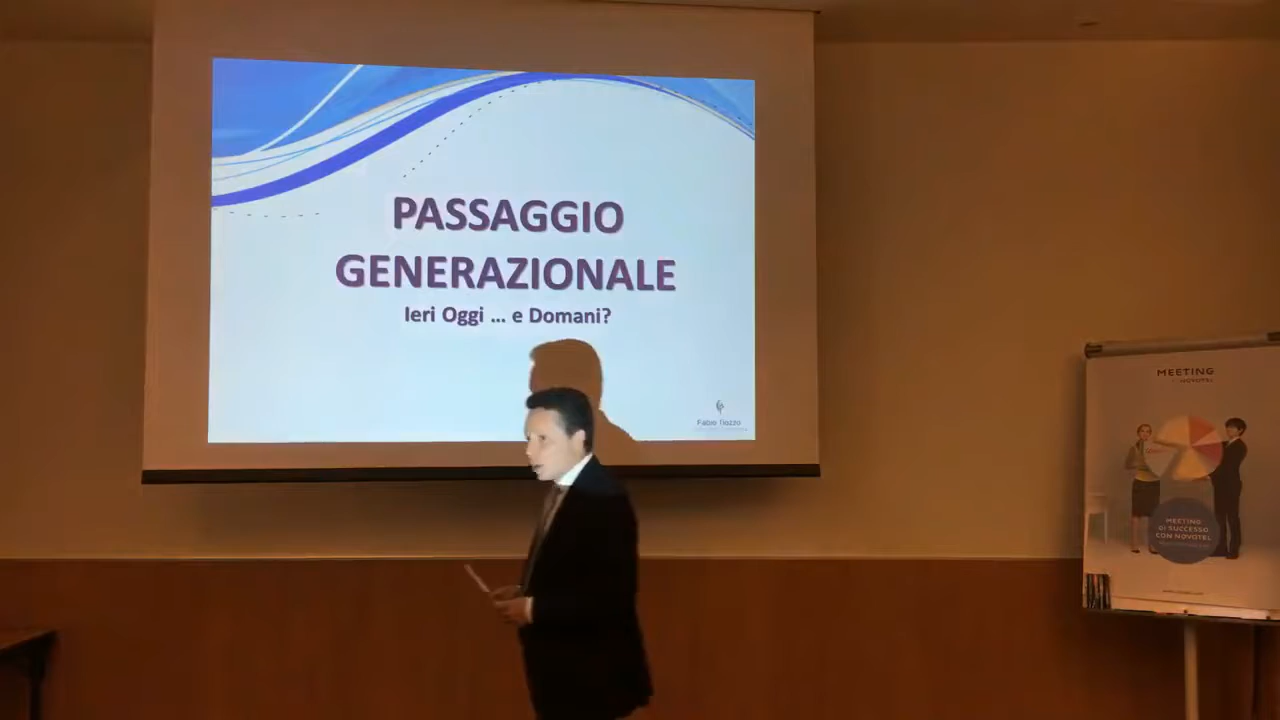 PASSAGGIO
GENERAZIONALE
Ieri Oggi ... e Domani?
Fabio Tiozzo
MEETING
NOVOTEL
MEETING
DI SUCCESSO
CON NOVOTEL